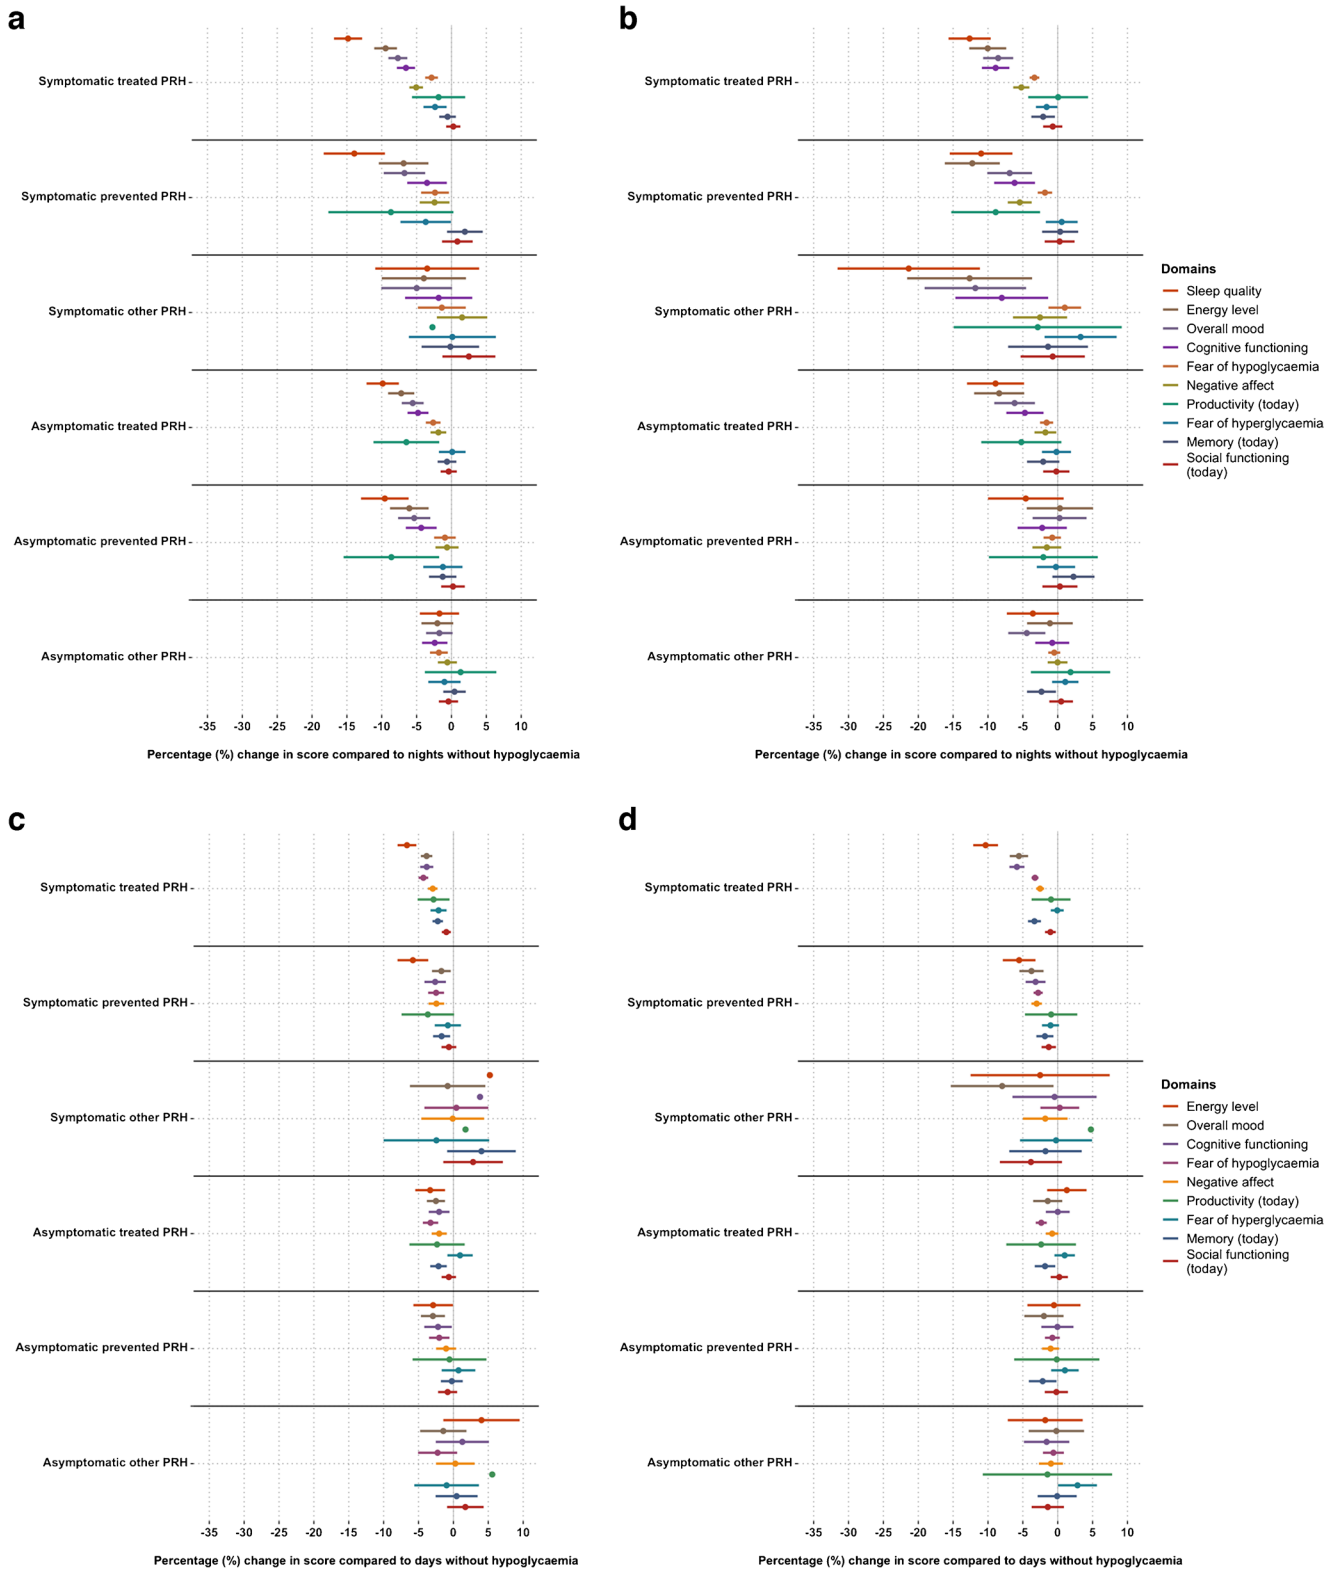 a
Symptomatic treated PRH
Symptomatic prevented PRH
Symptomatic other PRH
Asymptomatic treated PRH
Asymptomatic prevented PRH
Asymptomatic other PRH
-35 -30 -25 -20 -15 -10 -5 0 5 10
Percentage (%) change in score compared to nights without hypoglycaemia
b
Symptomatic treated PRH
Symptomatic prevented PRH
Symptomatic other PRH
Asymptomatic treated PRH
Asymptomatic prevented PRH
Asymptomatic other PRH
-35 -30 -25 -20 -15 -10 -5 0 5 10
Percentage (%) change in score compared to nights without hypoglycaemia
Domains
Sleep quality
Energy level
Overall mood
Cognitive functioning
Fear of hypoglycaemia
Negative affect
Productivity (today)
Fear of hyperglycaemia
Memory (today)
Social functioning
(today)
c
Symptomatic treated PRH
Symptomatic prevented PRH
Symptomatic other PRH
Asymptomatic treated PRH
Asymptomatic prevented PRH
Asymptomatic other PRH
-35 -30 -25 -20 -15 -10 -5 0 5 10
Percentage (%) change in score compared to days without hypoglycaemia
d
Symptomatic treated PRH
Symptomatic prevented PRH
Symptomatic other PRH
Asymptomatic treated PRH
Asymptomatic prevented PRH
Asymptomatic other PRH
-35 -30 -25 -20 -15 -10 -5 0 5 10
Percentage (%) change in score compared to days without hypoglycaemia
Domains
Energy level
Overall mood
Cognitive functioning
Fear of hypoglycaemia
Negative affect
Productivity (today)
Fear of hyperglycaemia
Memory (today)
Social functioning
(today)